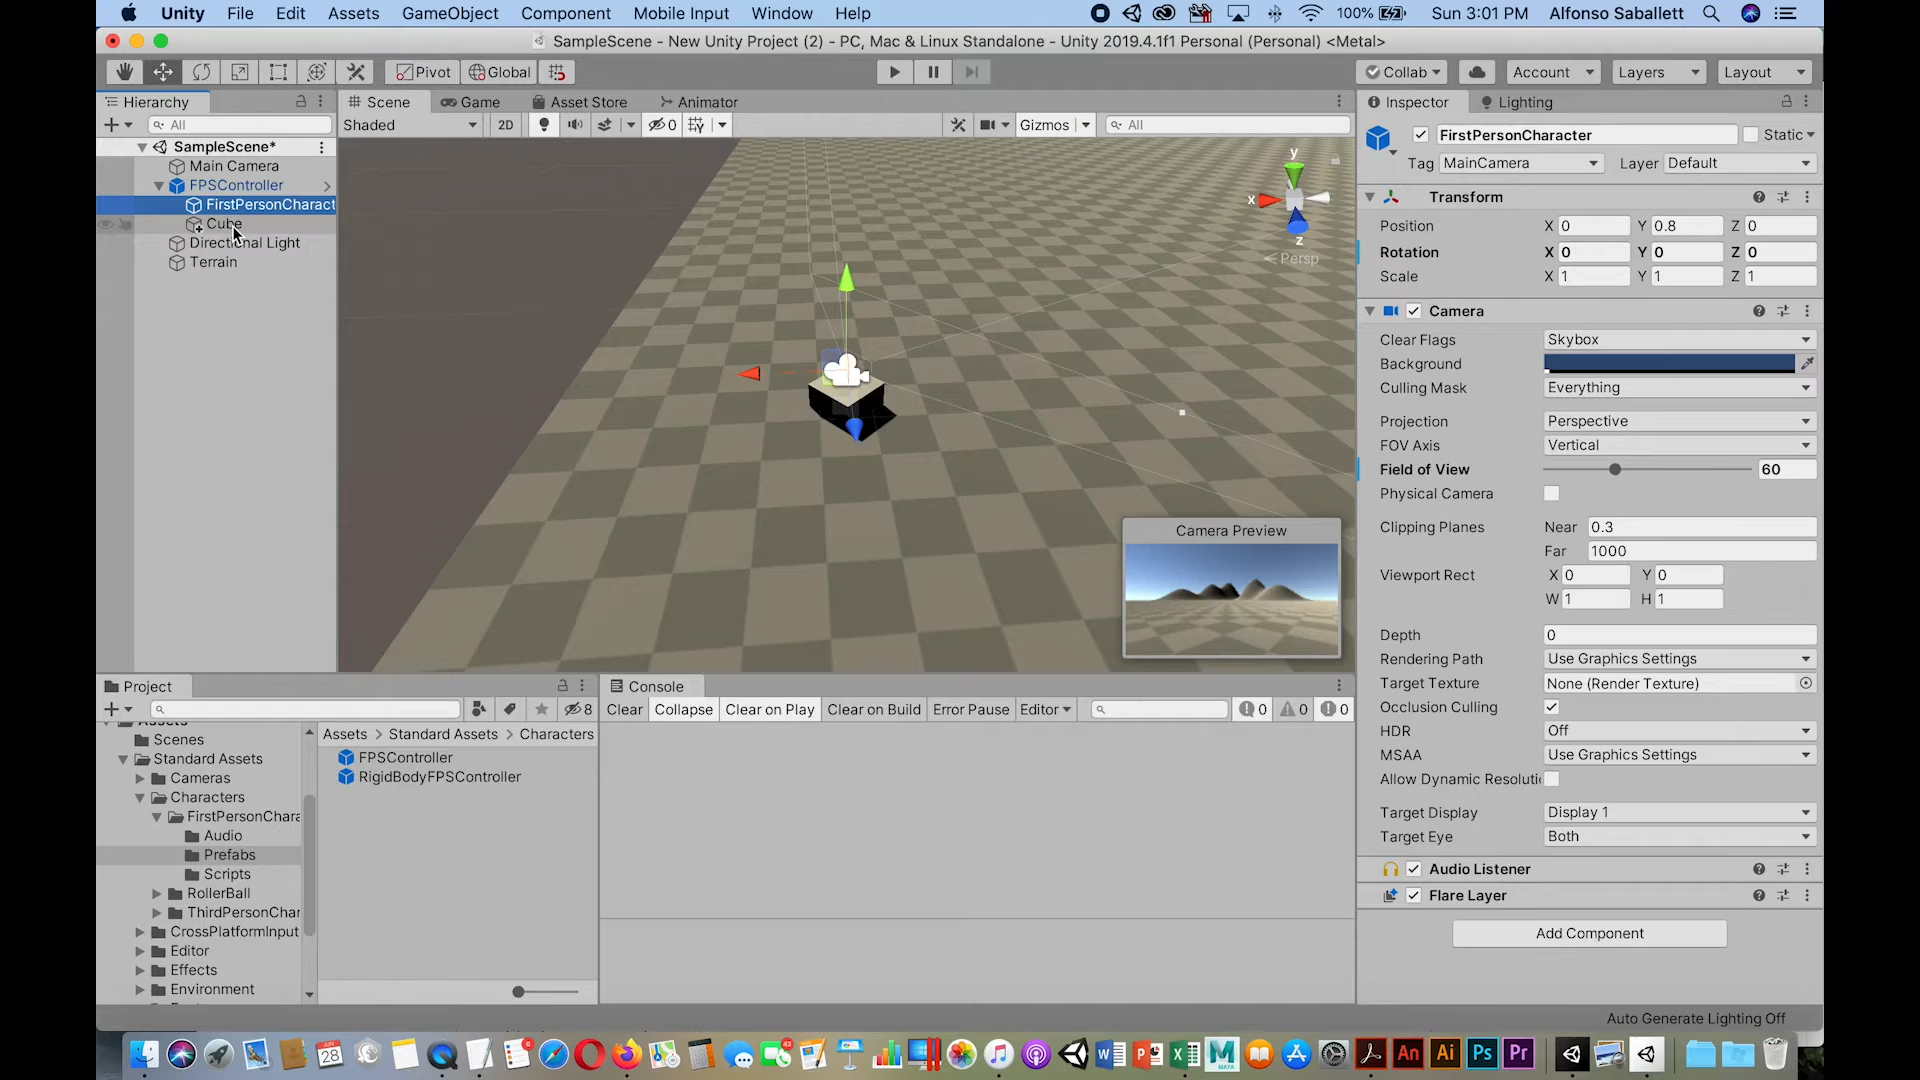 Unity File Edit Assets GameObject Component Mobile Input Window Help 100% Sun 3:01 PM Alfonso Saballett
SampleScene - New Unity Project (2) - PC, Mac & Linux Standalone - Unity 2019.4.1f1 Personal (Personal) <Metal>
Pivot Global Collab Account Layers Layout
Hierarchy Scene Game Asset Store Animator Inspector Lighting
All Shaded 2D 0 Gizmos All
FirstPersonCharacter Static
Tag MainCamera Layer Default
SampleScene*
Main Camera
FPSController
FirstPersonCharact
Cube
Directional Light
Terrain
y
x
z
Persp
Transform
Position X 0 Y 0.8 Z 0
Rotation X 0 Y 0 Z 0
Scale X 1 Y 1 Z 1
Camera
Clear Flags Skybox
Background
Culling Mask Everything
Projection Perspective
FOV Axis Vertical
Field of View 60
Physical Camera
Clipping Planes Near 0.3
Far 1000
Viewport Rect X 0 Y 0
W 1 H 1
Depth 0
Rendering Path Use Graphics Settings
Target Texture None (Render Texture)
Occlusion Culling
HDR Off
MSAA Use Graphics Settings
Allow Dynamic Resoluti
Target Display Display 1
Target Eye Both
Audio Listener
Flare Layer
Add Component
Camera Preview
Project Console
8 Clear Collapse Clear on Play Clear on Build Error Pause Editor 0 0 0
Assets
Scenes
Standard Assets
Cameras
Characters
FirstPersonChara
Audio
Prefabs
Scripts
RollerBall
ThirdPersonChar
CrossPlatformInput
Editor
Effects
Environment
Assets > Standard Assets > Characters
FPSController
RigidBodyFPSController
Auto Generate Lighting Off
JUN 28 6 43 W P X M MAYA An Ai Ps Pr